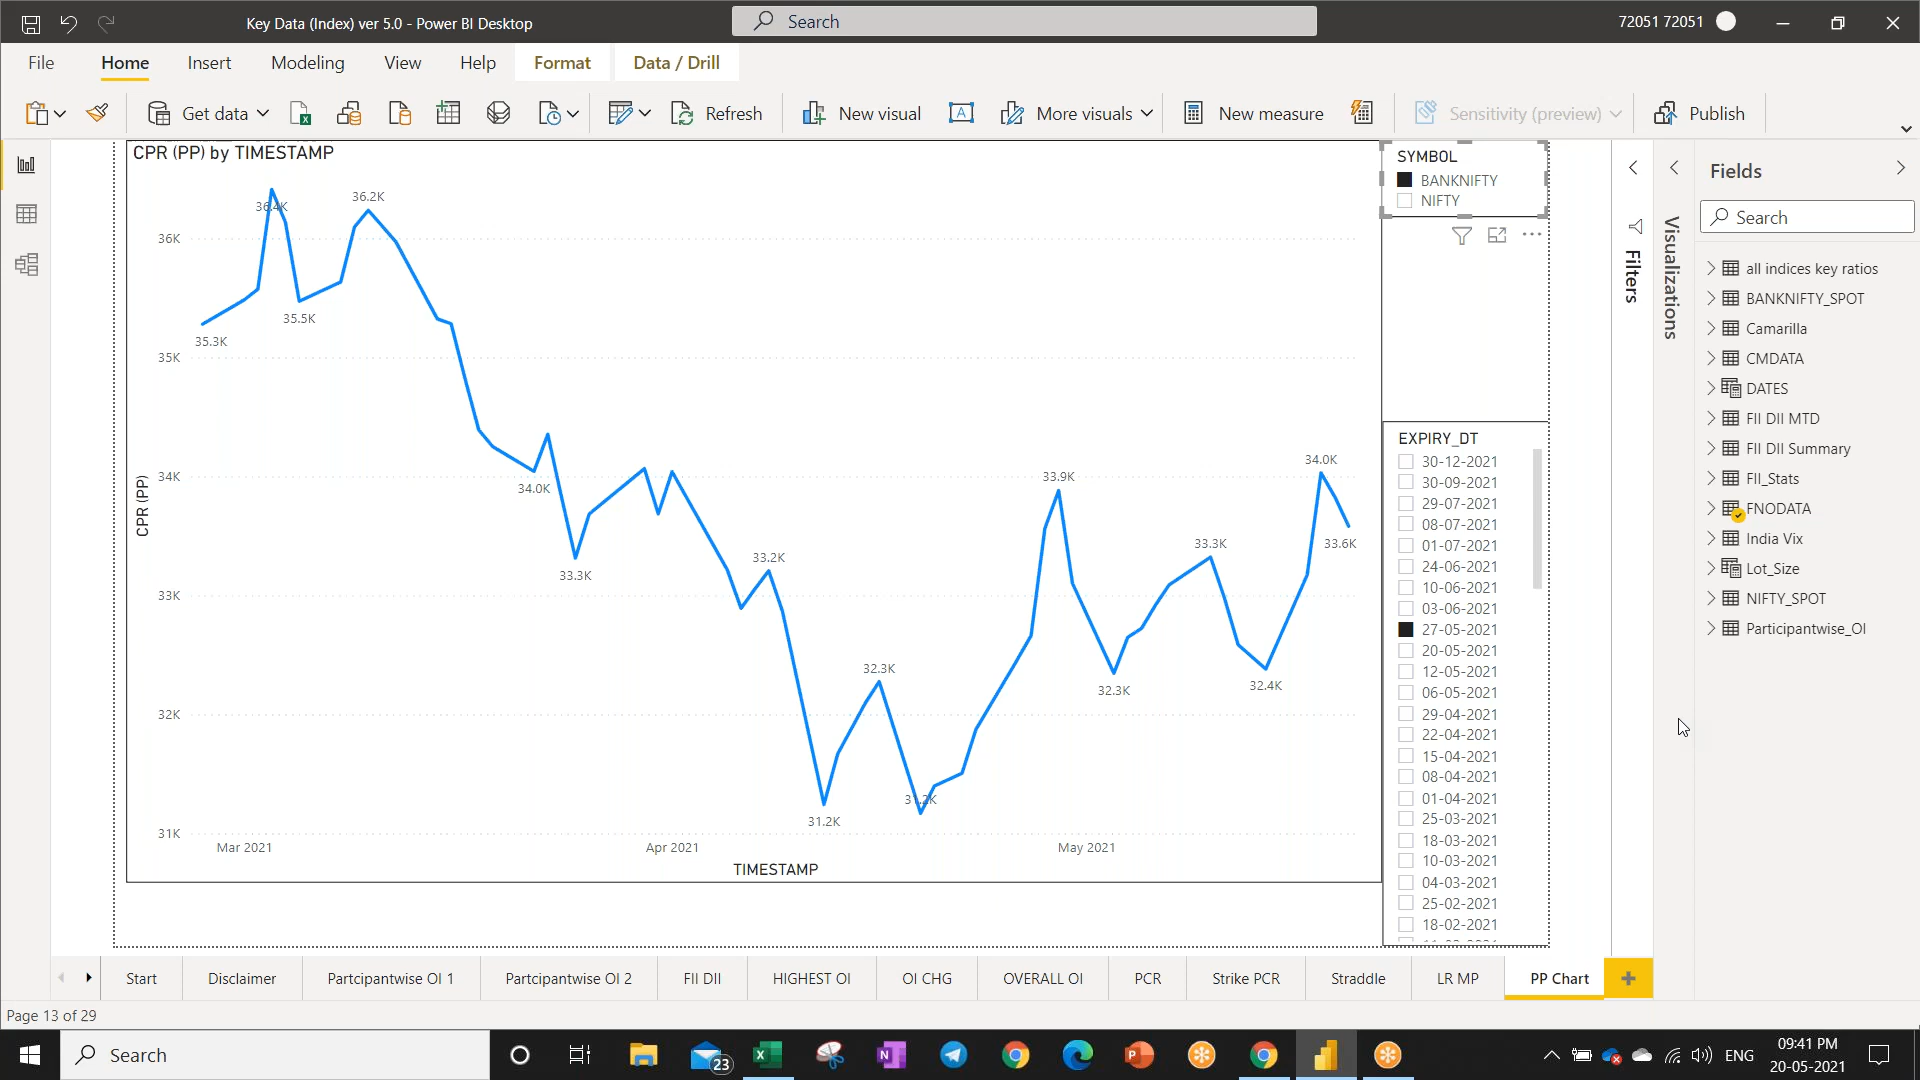 Key Data (Index) ver 5.0 - Power BI Desktop
Search
72051 72051
File
Home
Insert
Modeling
View
Help
Format
Data / Drill
Get data
Refresh
New visual
More visuals
New measure
Sensitivity (preview)
Publish
CPR (PP) by TIMESTAMP
36.4K
36.2K
35.5K
35.3K
34.0K
33.3K
33.2K
31.2K
32.3K
31.2K
33.9K
32.3K
33.3K
32.4K
34.0K
33.6K
36K
35K
34K
33K
32K
31K
CPR (PP)
Mar 2021
Apr 2021
May 2021
TIMESTAMP
SYMBOL
BANKNIFTY
NIFTY
EXPIRY_DT
30-12-2021
30-09-2021
29-07-2021
08-07-2021
01-07-2021
24-06-2021
10-06-2021
03-06-2021
27-05-2021
20-05-2021
12-05-2021
06-05-2021
29-04-2021
22-04-2021
15-04-2021
08-04-2021
01-04-2021
25-03-2021
18-03-2021
10-03-2021
04-03-2021
25-02-2021
18-02-2021
Filters
Visualizations
Fields
Search
all indices key ratios
BANKNIFTY_SPOT
Camarilla
CMDATA
DATES
FII DII MTD
FII DII Summary
FII_Stats
FNODATA
India Vix
Lot_Size
NIFTY_SPOT
Participantwise_OI
Start
Disclaimer
Partcipantwise OI 1
Partcipantwise OI 2
FII DII
HIGHEST OI
OI CHG
OVERALL OI
PCR
Strike PCR
Straddle
LR MP
PP Chart
Page 13 of 29
Search
23
ENG
09:41 PM
20-05-2021